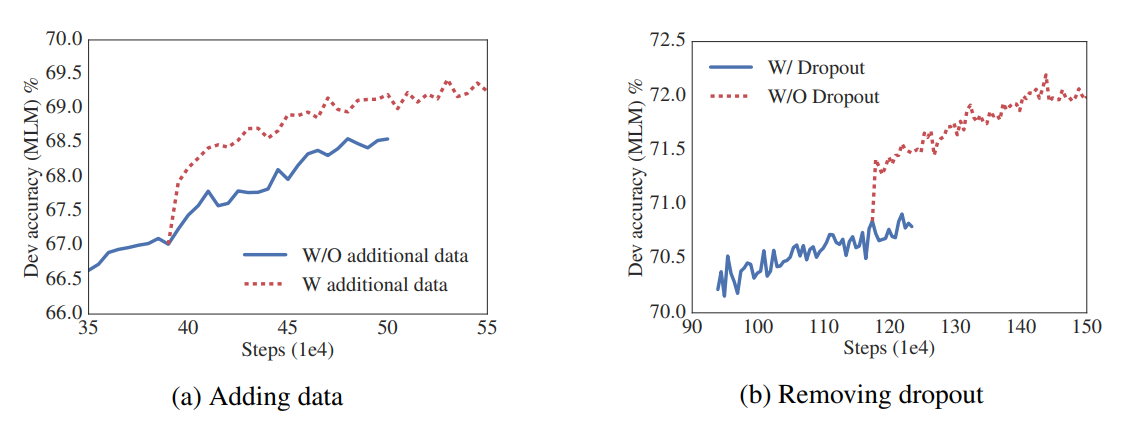 70.0
69.5
69.0
68.5
68.0
67.5
67.0
66.5
66.0
35 40 45 50 55
Dev accuracy (MLM) %
Steps (1e4)
W/O additional data
W additional data
(a) Adding data
72.5
72.0
71.5
71.0
70.5
70.0
90 100 110 120 130 140 150
Dev accuracy (MLM) %
Steps (1e4)
W/ Dropout
W/O Dropout
(b) Removing dropout